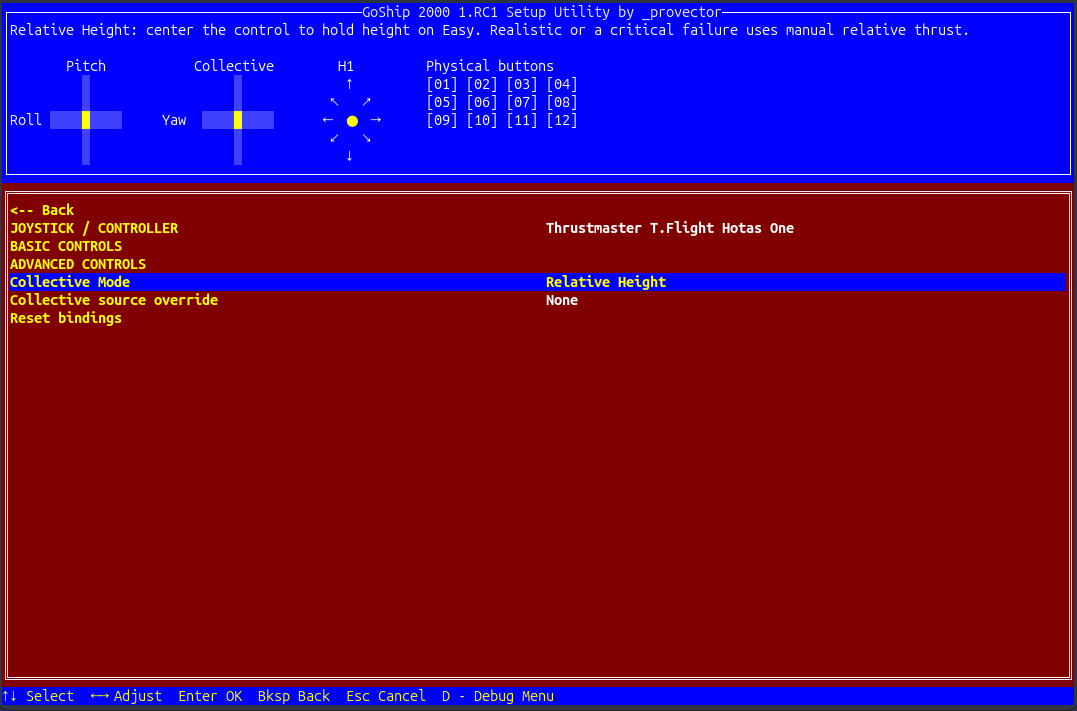 GoShip 2000 1.RC1 Setup Utility by _provector
Relative Height: center the control to hold height on Easy. Realistic or a critical failure uses manual relative thrust.
Pitch Collective H1 Physical buttons
↑ [01] [02] [03] [04]
↖ ↗ [05] [06] [07] [08]
Roll Yaw ← ● → [09] [10] [11] [12]
↙ ↘
↓
<-- Back
JOYSTICK / CONTROLLER Thrustmaster T.Flight Hotas One
BASIC CONTROLS
ADVANCED CONTROLS
Collective Mode Relative Height
Collective source override None
Reset bindings
↑↓ Select ←→ Adjust Enter OK Bksp Back Esc Cancel D - Debug Menu